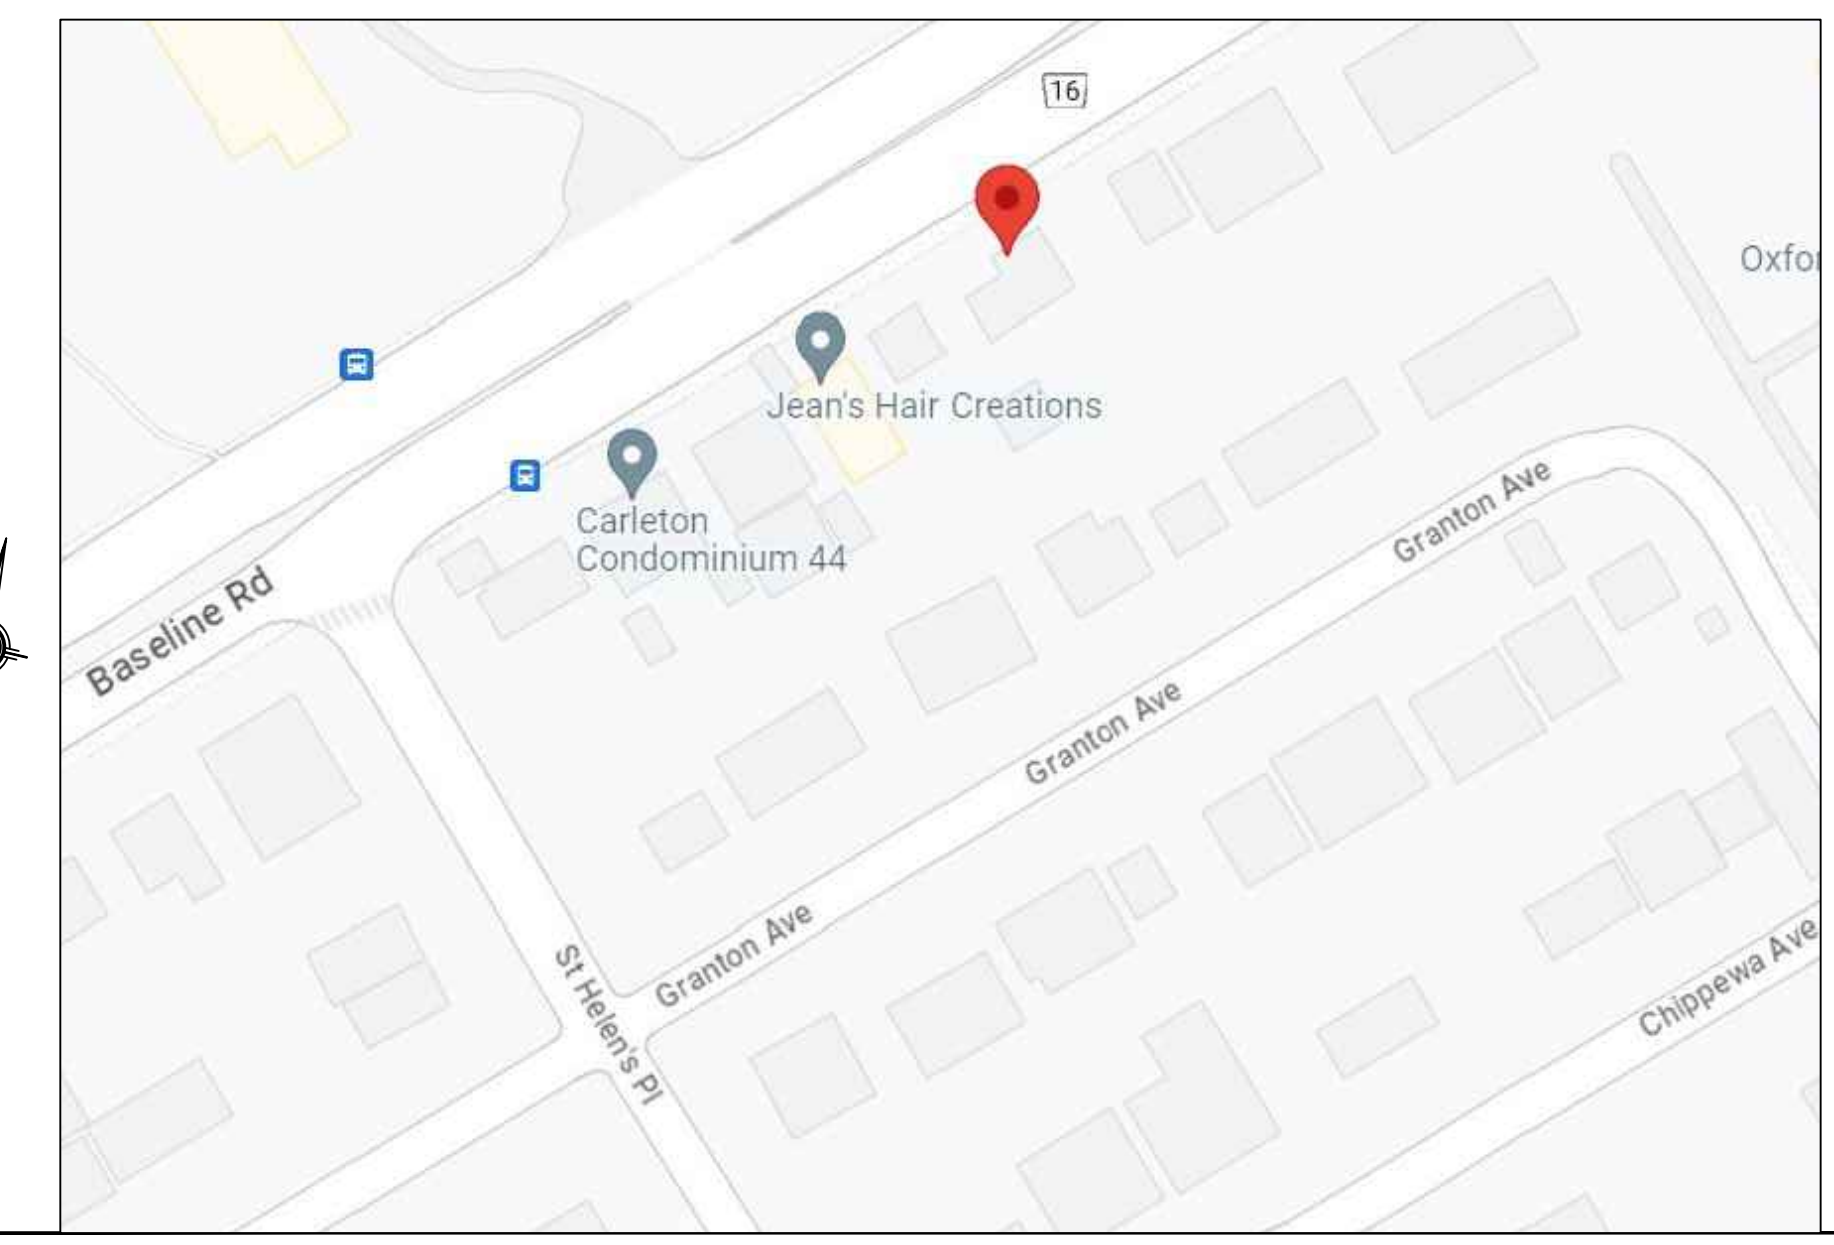 16
Oxfo
Jean's Hair Creations
Carleton
Condominium 44
Granton Ave
Baseline Rd
Granton Ave
Granton Ave
St Helen's Pl
Chippewa Ave